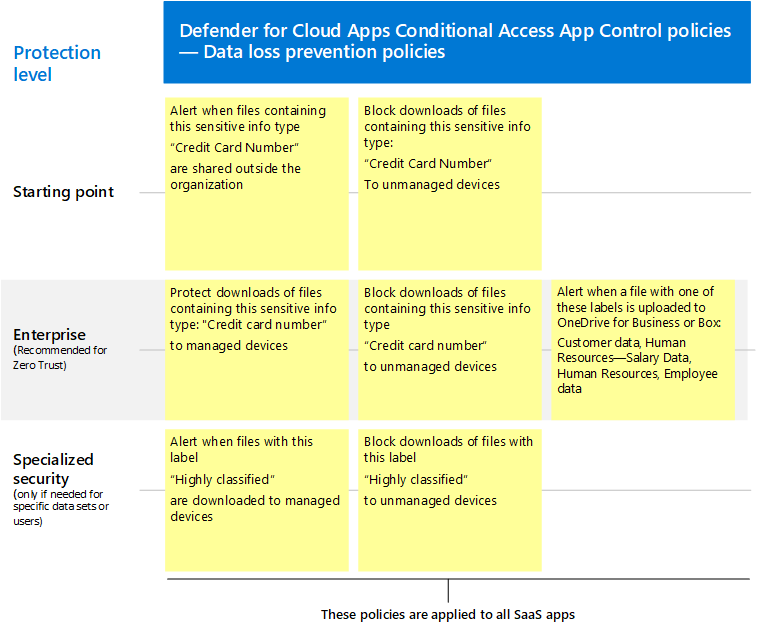 Protection
level
Defender for Cloud Apps Conditional Access App Control policies
— Data loss prevention policies
Starting point
Alert when files containing
this sensitive info type
“Credit Card Number”
are shared outside the
organization
Block downloads of files
containing this sensitive info
type:
“Credit Card Number”
To unmanaged devices
Enterprise
(Recommended for
Zero Trust)
Protect downloads of files
containing this sensitive info
type: “Credit card number”
to managed devices
Block downloads of files
containing this sensitive info
type
“Credit card number”
to unmanaged devices
Alert when a file with one of
these labels is uploaded to
OneDrive for Business or Box:
Customer data, Human
Resources—Salary Data,
Human Resources, Employee
data
Specialized
security
(only if needed for
specific data sets or
users)
Alert when files with this
label
“Highly classified”
are downloaded to managed
devices
Block downloads of files with
this label
“Highly classified”
to unmanaged devices
These policies are applied to all SaaS apps